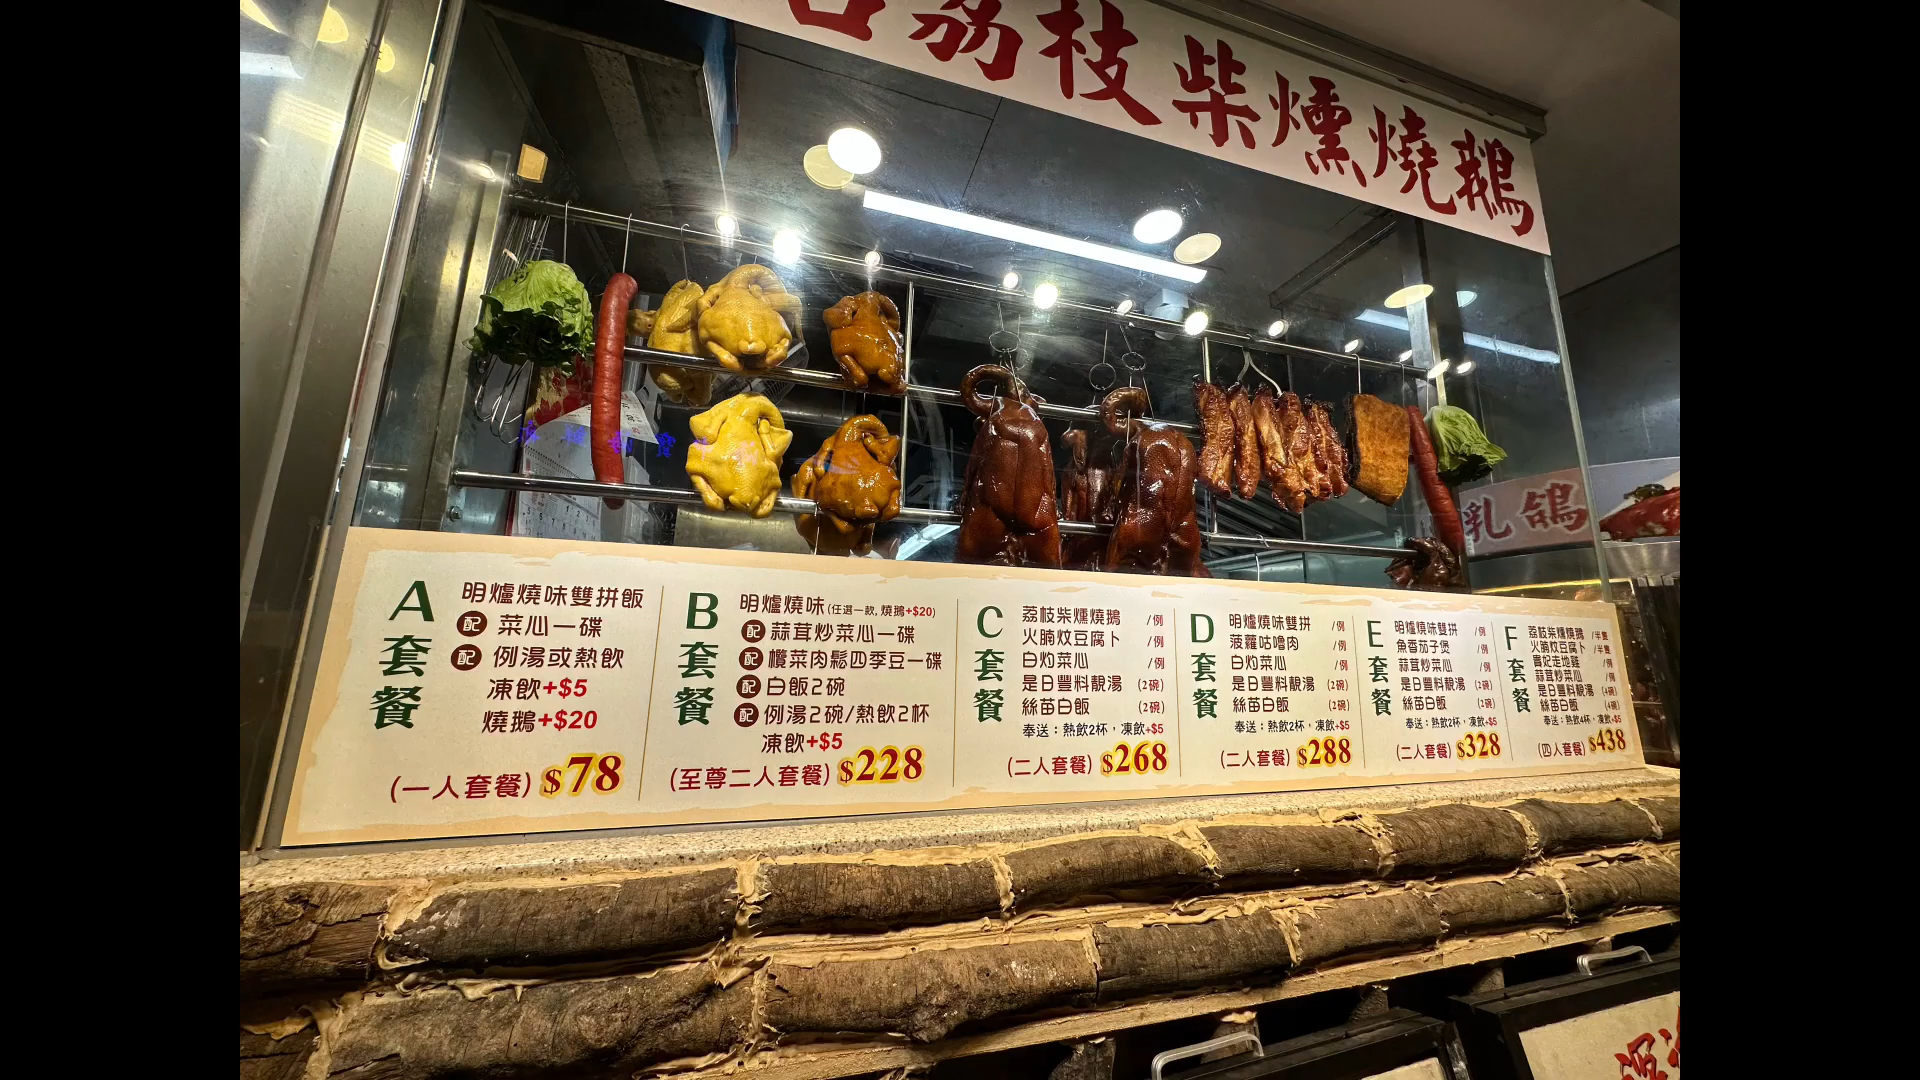 荔枝柴燻燒鵝
乳鴿
A套餐
明爐燒味雙拼飯
配 菜心一碟
配 例湯或熱飲
凍飲+$5
燒鵝+$20
(一人套餐) $78
B套餐
明爐燒味(任選一款, 燒鵝+$20)
配 蒜茸炒菜心一碟
配 欖菜肉鬆四季豆一碟
配 白飯2碗
配 例湯2碗/熱飲2杯
凍飲+$5
(至尊二人套餐) $228
C套餐
荔枝柴燻燒鵝 /例
火腩炆豆腐卜 /例
白灼菜心 /例
是日豐料靚湯 (2碗)
絲苗白飯 (2碗)
奉送：熱飲2杯，凍飲+$5
(二人套餐) $268
D套餐
明爐燒味雙拼 /例
菠蘿咕嚕肉 /例
白灼菜心 /例
是日豐料靚湯 (2碗)
絲苗白飯 (2碗)
奉送：熱飲2杯，凍飲+$5
(二人套餐) $288
E套餐
明爐燒味雙拼 /例
魚香茄子煲 /例
蒜茸炒菜心 /例
是日豐料靚湯 (2碗)
絲苗白飯 (2碗)
奉送：熱飲2杯，凍飲+$5
(二人套餐) $328
F套餐
荔枝柴燻燒鵝 /半隻
火腩炆豆腐卜 /半隻
貴妃走地雞 /例
蒜茸炒菜心 /例
是日豐料靚湯 (4碗)
絲苗白飯 (4碗)
奉送：熱飲4杯，凍飲+$5
(四人套餐) $438